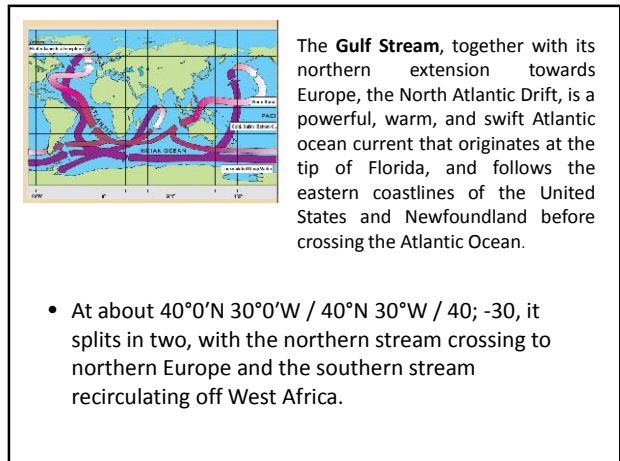 The Gulf Stream, together with its
northern extension towards
Europe, the North Atlantic Drift, is a
powerful, warm, and swift Atlantic
ocean current that originates at the
tip of Florida, and follows the
eastern coastlines of the United
States and Newfoundland before
crossing the Atlantic Ocean.
• At about 40°0’N 30°0’W / 40°N 30°W / 40; -30, it
splits in two, with the northern stream crossing to
northern Europe and the southern stream
recirculating off West Africa.